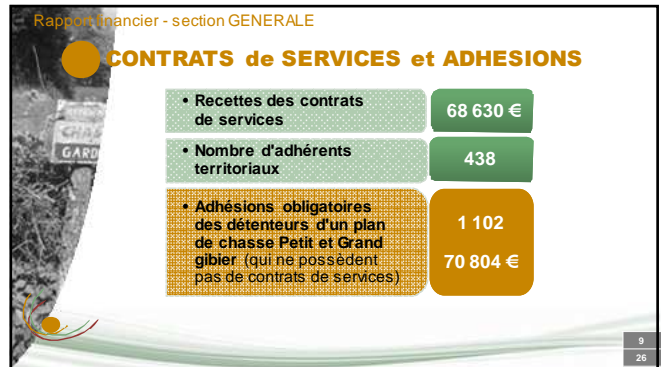 Rapport financier - section GENERALE
CONTRATS de SERVICES et ADHESIONS
• Recettes des contrats
de services
68 630 €
• Nombre d'adhérents
territoriaux
438
• Adhésions obligatoires
des détenteurs d'un plan
de chasse Petit et Grand
gibier (qui ne possèdent
pas de contrats de services)
1 102
70 804 €
CHAS
GARD
9
26